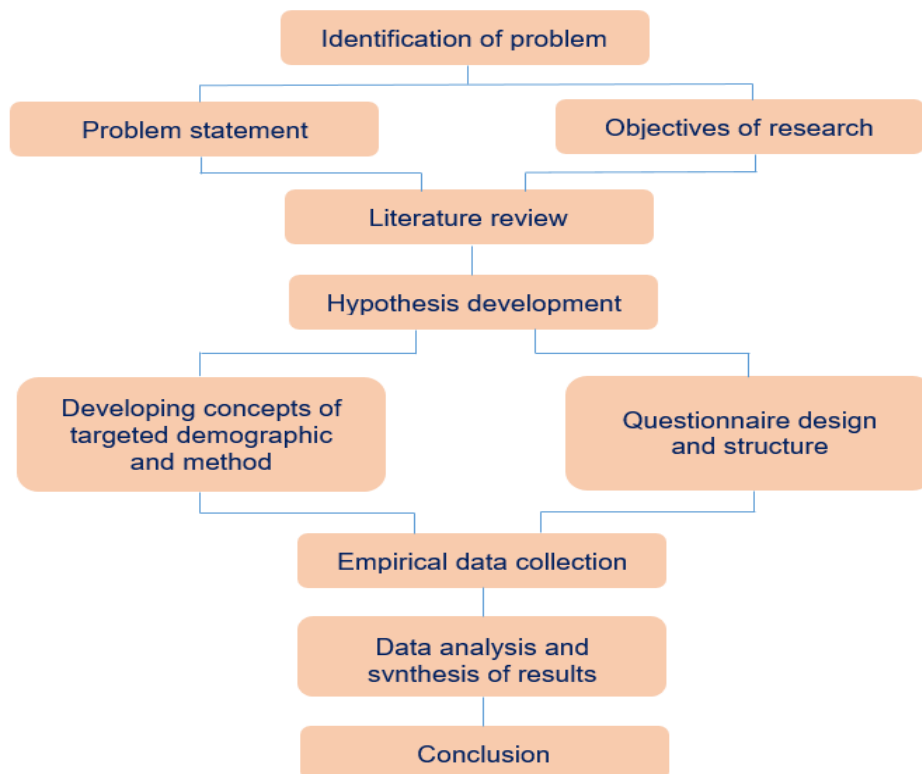 Identification of problem
Problem statement
Objectives of research
Literature review
Hypothesis development
Developing concepts of
targeted demographic
and method
Questionnaire design
and structure
Empirical data collection
Data analysis and
synthesis of results
Conclusion